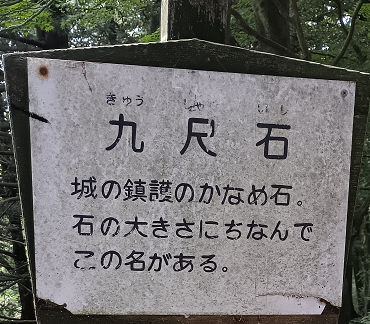 きゅう しゃく いし
九尺石
城の鎮護のかなめ石。
石の大きさにちなんで
この名がある。